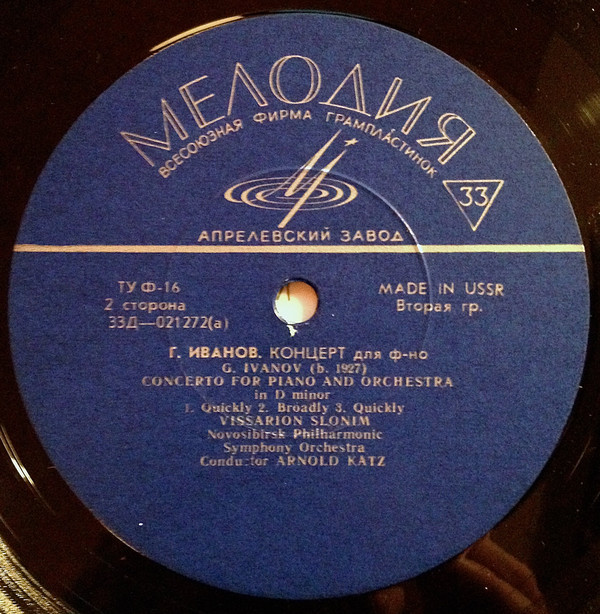 МЕЛОДИЯ
ВСЕСОЮЗНАЯ ФИРМА ГРАМПЛАСТИНОК
33
АПРЕЛЕВСКИЙ ЗАВОД
ТУ Ф-16
MADE IN USSR
2 сторона
Вторая гр.
33Д—021272(а)
Г. ИВАНОВ. КОНЦЕРТ для ф-но
G. IVANOV (b. 1927)
CONCERTO FOR PIANO AND ORCHESTRA
in D minor
1. Quickly 2. Broadly 3. Quickly
VISSARION SLONIM
Novosibirsk Philharmonic
Symphony Orchestra
Conductor ARNOLD KATZ